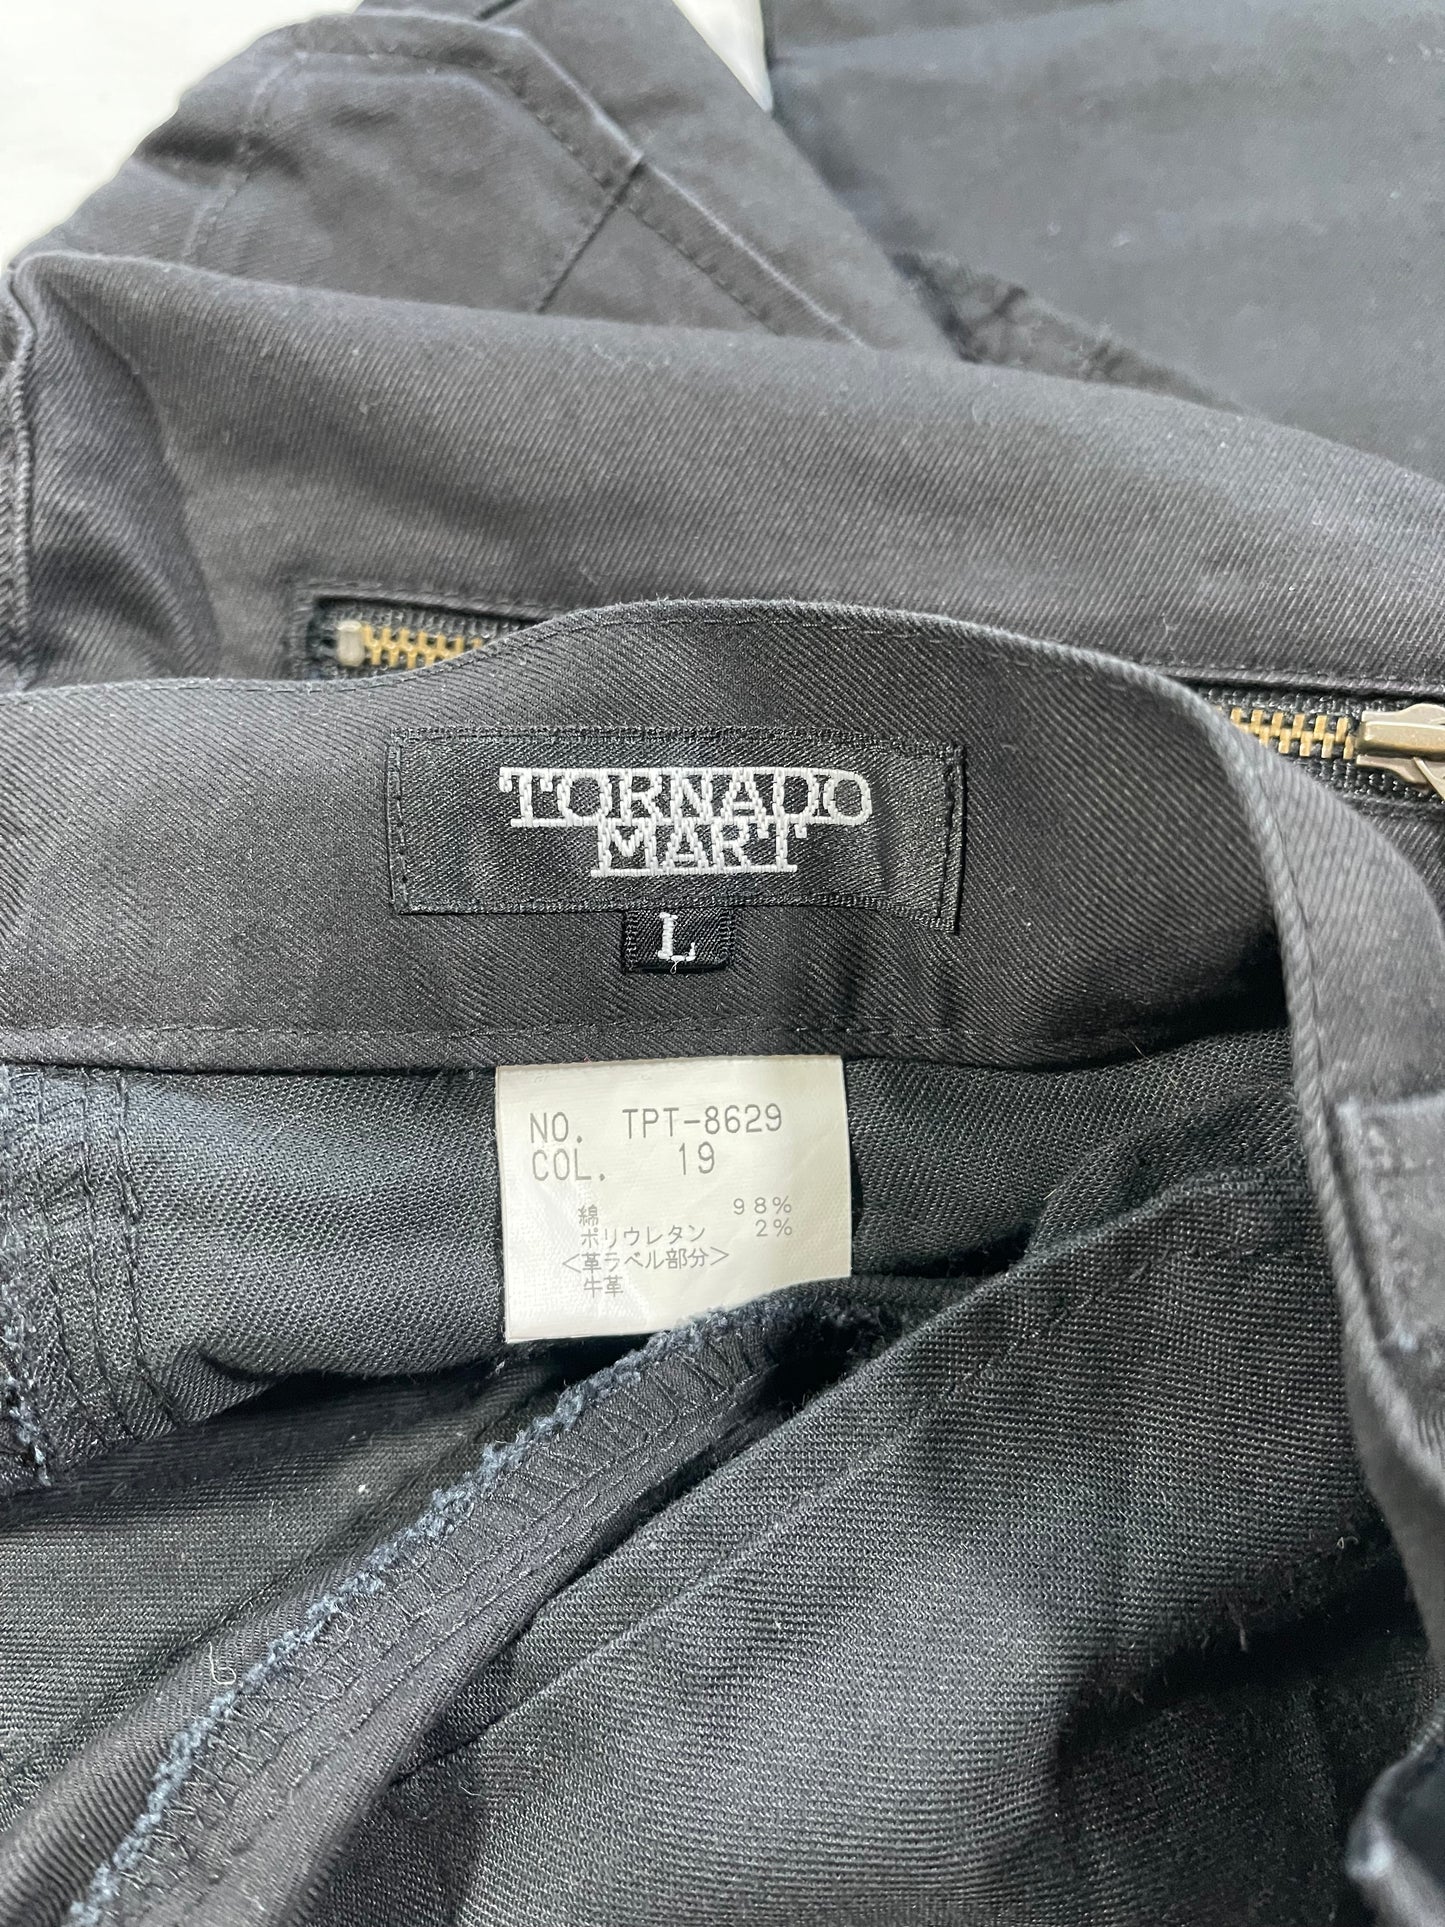 TORNADO
MART
L
NO. TPT-8629
COL. 19
綿 98%
ポリウレタン 2%
<革ラベル部分>
牛革